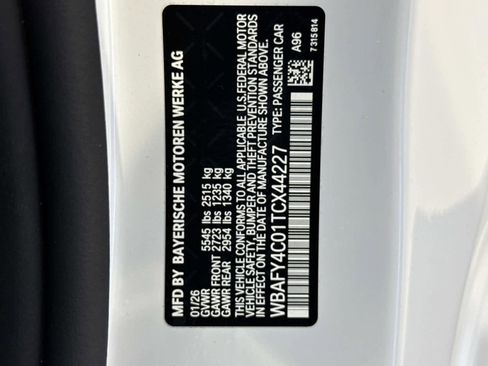 MFD BY BAYERISCHE MOTOREN WERKE AG
01/26
GVWR 5545 lbs 2515 kg
GAWR FRONT 2723 lbs 1235 kg
GAWR REAR 2954 lbs 1340 kg
THIS VEHICLE CONFORMS TO ALL APPLICABLE U.S.FEDERAL MOTOR
VEHICLE SAFETY, BUMPER AND THEFT PREVENTION STANDARDS
IN EFFECT ON THE DATE OF MANUFACTURE SHOWN ABOVE.
WBAFY4C01TCX44227 TYPE: PASSENGER CAR
A96
7315814